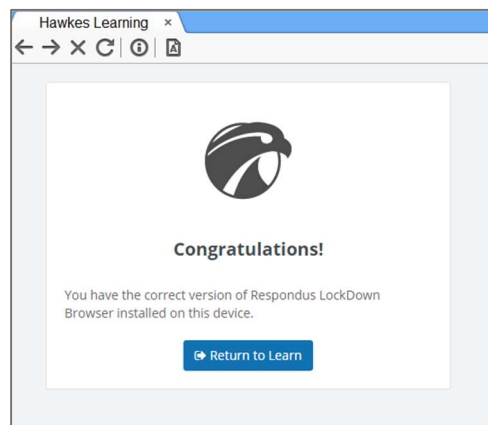 Hawkes Learning
Congratulations!
You have the correct version of Respondus LockDown
Browser installed on this device.
Return to Learn